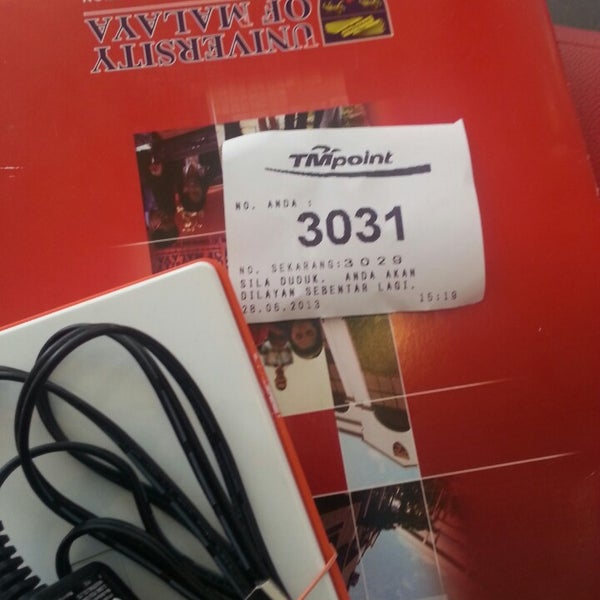 UNIVERSITY
OF MALAYA
TMpoint
NO. ANDA :
3031
NO. SEKARANG:3029
SILA DUDUK. ANDA AKAN
DILAYAN SEBENTAR LAGI.
28.06.2013 15:19